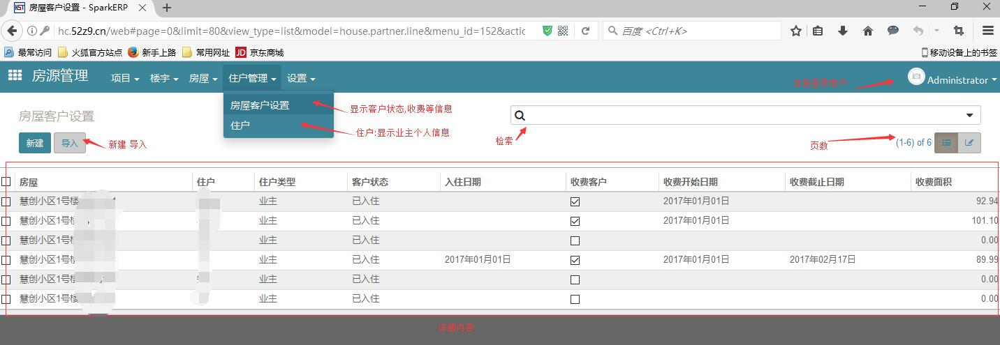 房屋客户设置 - SparkERP
hc.52z9.cn/web#page=0&limit=80&view_type=list&model=house.partner.line&menu_id=152&actic
百度 <Ctrl+K>
最常访问 火狐官方站点 新手上路 常用网址 JD 京东商城 移动设备上的书签
房源管理 项目 楼宇 房屋 住户管理 设置 当前登录账户 Administrator
房屋客户设置 显示客户状态,收费等信息
住户 住户:显示业主个人信息
房屋客户设置
检索
新建 导入 新建 导入
页数 (1-6) of 6
房屋 住户 住户类型 客户状态 入住日期 收费客户 收费开始日期 收费截止日期 收费面积
慧创小区1号楼 业主 已入住 2017年01月01日 92.94
慧创小区1号楼 业主 已入住 2017年01月01日 101.10
慧创小区1号楼 业主 已入住 0.00
慧创小区1号楼 业主 已入住 2017年01月01日 2017年01月01日 2017年02月17日 89.99
慧创小区1号楼 业主 已入住 0.00
慧创小区1号楼 业主 已入住 0.00
详细内容